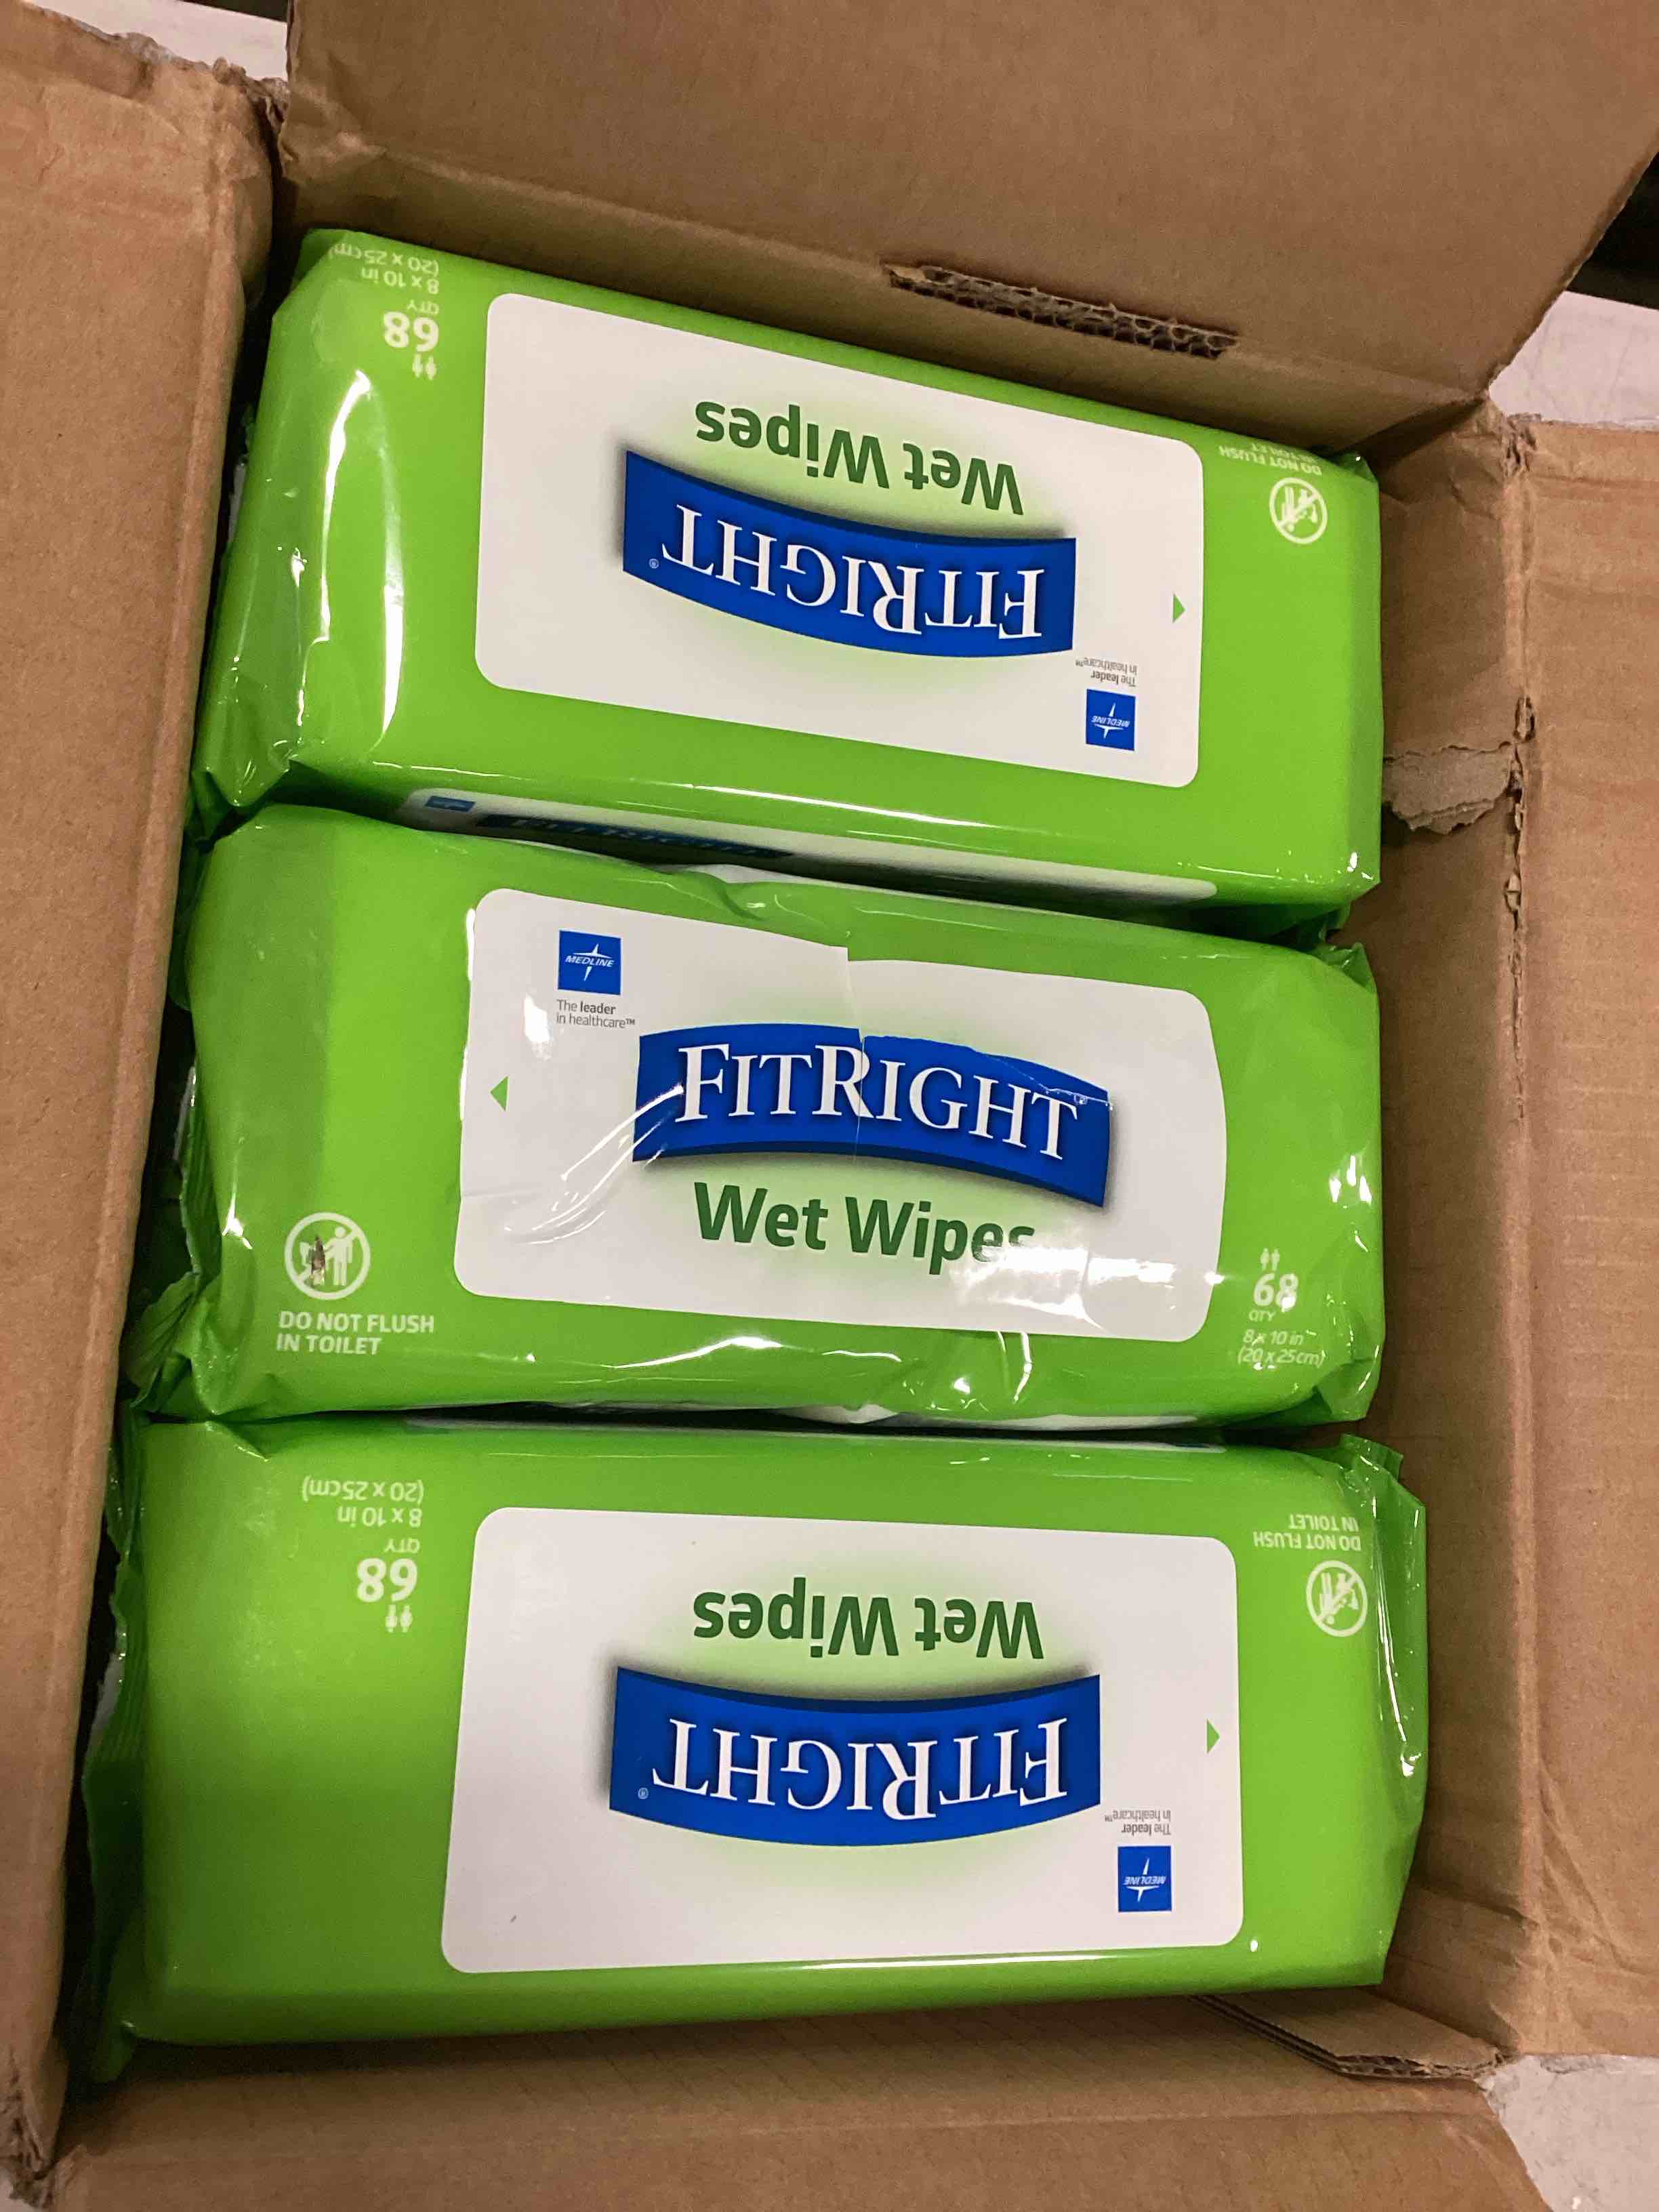 68
QTY
8 x 10 in
(20 x 25cm)
Wet Wipes
FITRIGHT®
DO NOT FLUSH
IN TOILET
The leader
in healthcare™
MEDLINE
FITRIGHT
MEDLINE
The leader
in healthcare™
FITRIGHT
Wet Wipes
DO NOT FLUSH
IN TOILET
68
QTY
8 x 10 in
(20 x 25cm)
68
QTY
8 x 10 in
(20 x 25cm)
DO NOT FLUSH
IN TOILET
Wet Wipes
FITRIGHT®
The leader
in healthcare™
MEDLINE